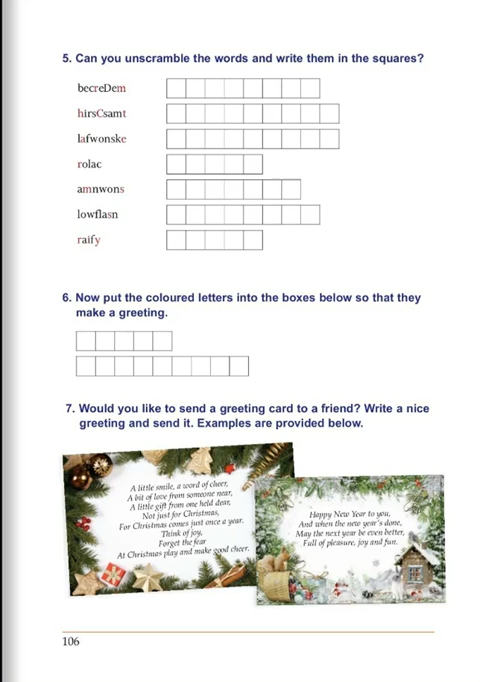 5. Can you unscramble the words and write them in the squares?
becreDem
hirsCsamt
lafwonske
rolac
amnwons
lowflasn
raify
6. Now put the coloured letters into the boxes below so that they
make a greeting.
7. Would you like to send a greeting card to a friend? Write a nice
greeting and send it. Examples are provided below.
A little smile, a word of cheer,
A bit of love from someone near,
A little gift from one held dear,
Not just for Christmas,
For Christmas comes just once a year.
Think of joy,
Forget the fear
At Christmas play and make good cheer.
Happy New Year to you,
And when the new year's done,
May the next year be even better,
Full of pleasure, joy and fun.
106